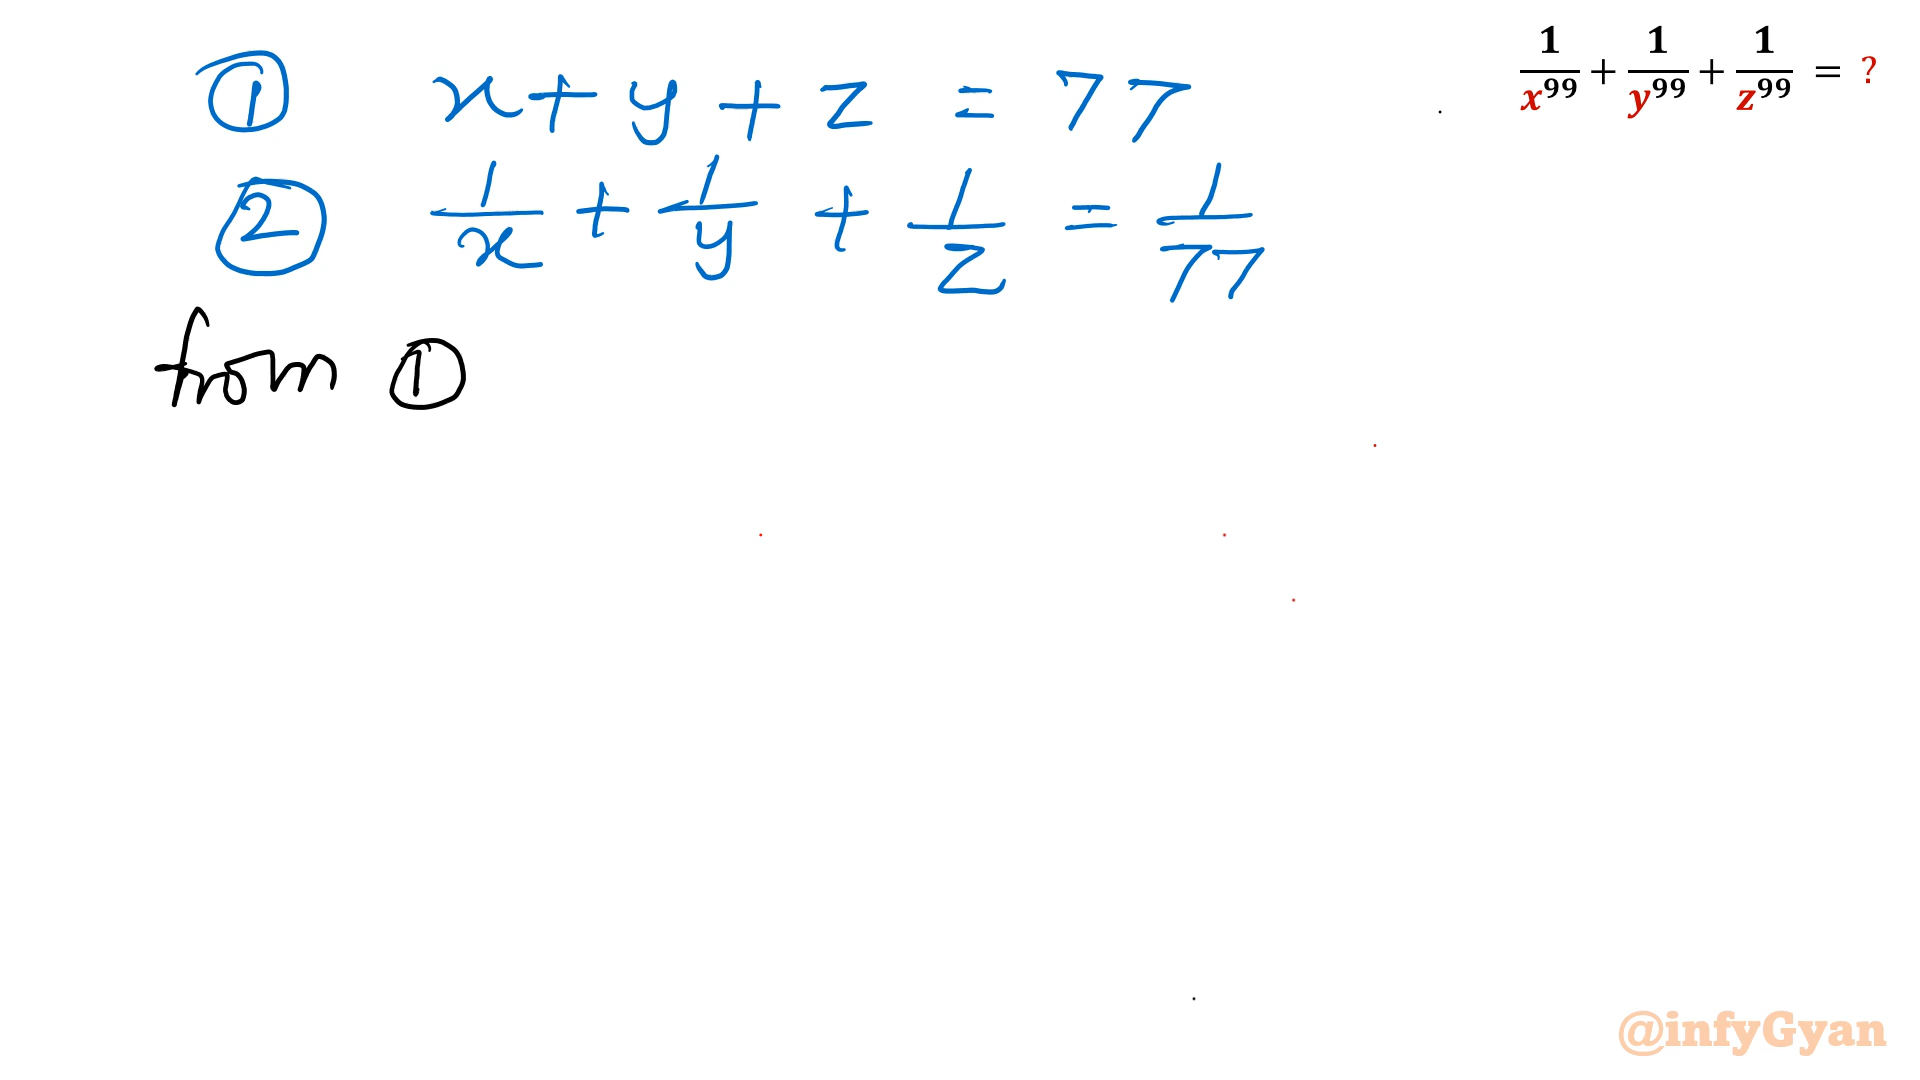 ① x + y + z = 77
② 1/x + 1/y + 1/z = 1/77
from ①
1/x^99 + 1/y^99 + 1/z^99 = ?
@infyGyan